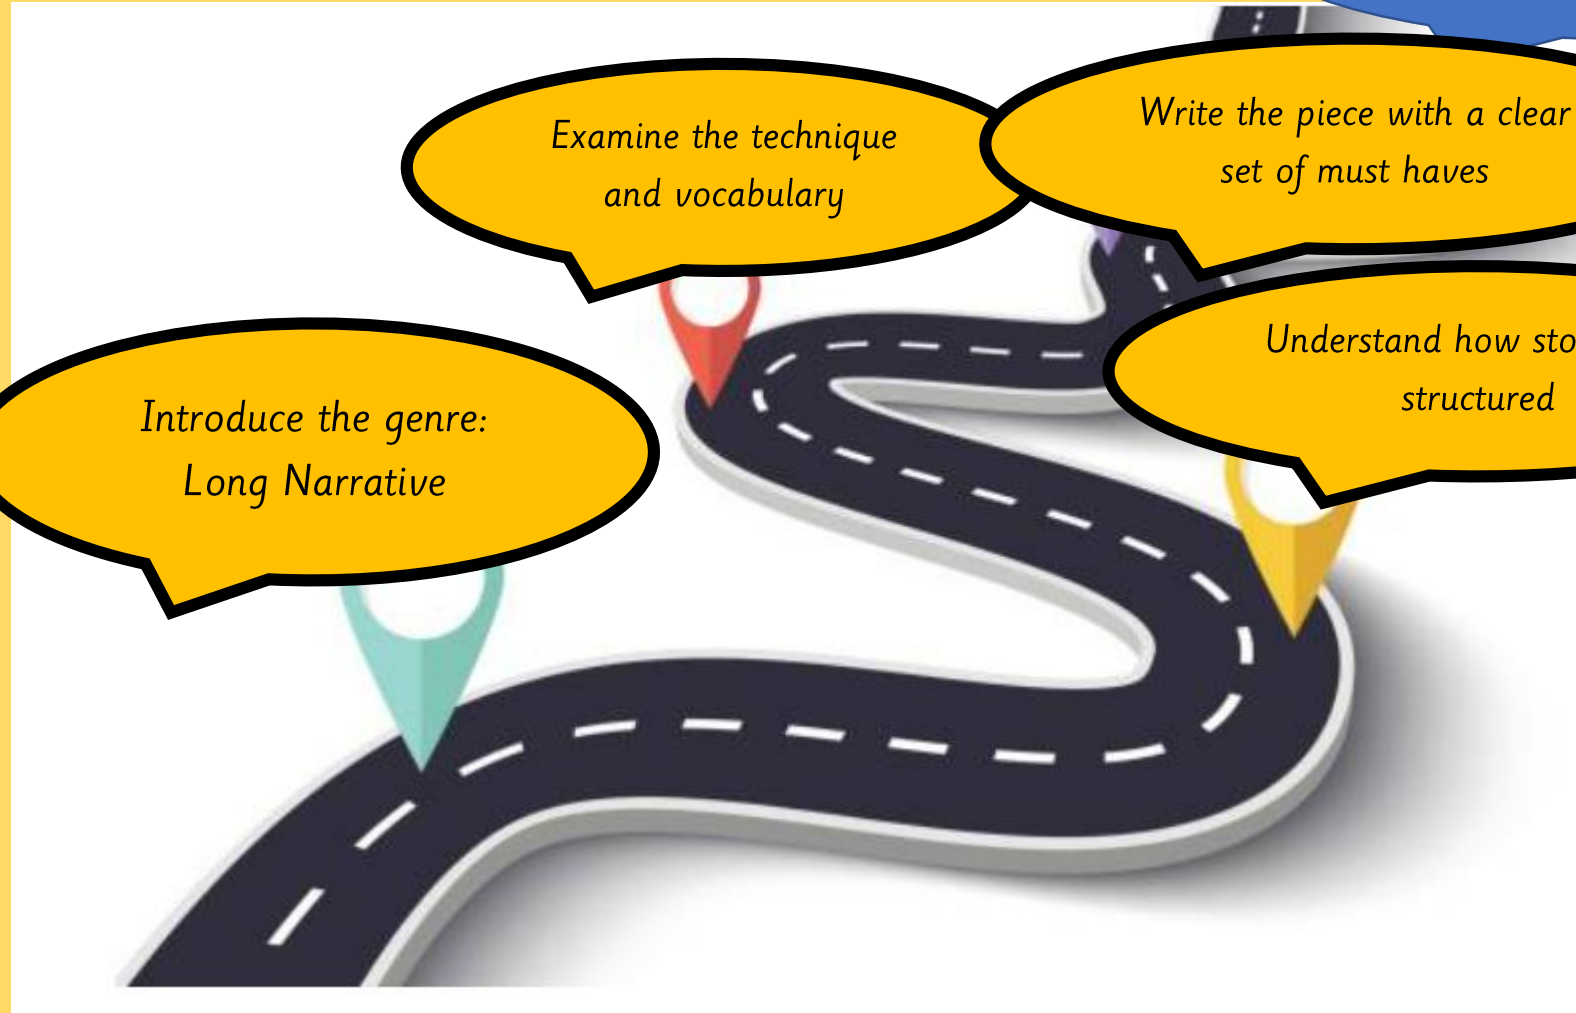 Examine the technique
and vocabulary
Write the piece with a clear
set of must haves
Understand how
structured
Introduce the genre:
Long Narrative